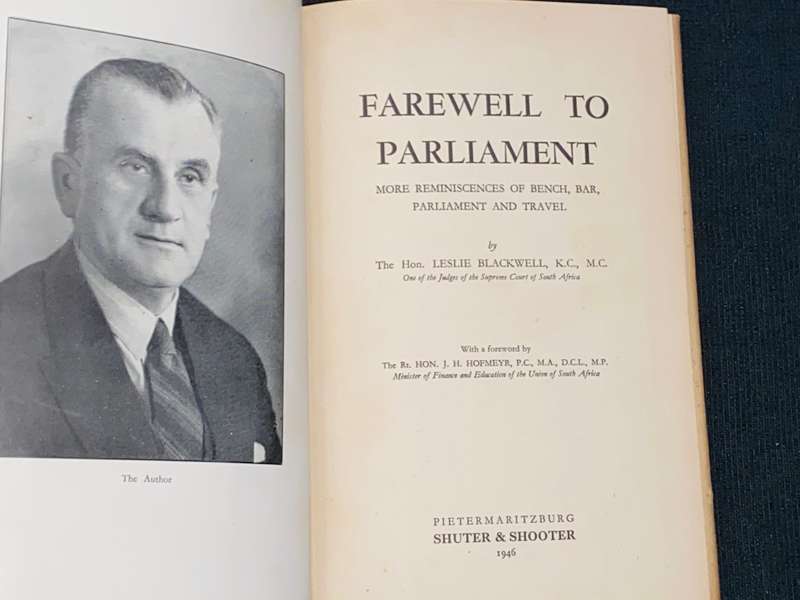 The Author
FAREWELL TO
PARLIAMENT
MORE REMINISCENCES OF BENCH, BAR,
PARLIAMENT AND TRAVEL
by
The Hon. LESLIE BLACKWELL, K.C., M.C.
One of the Judges of the Supreme Court of South Africa
With a foreword by
The Rt. HON. J. H. HOFMEYR, P.C., M.A., D.C.L., M.P.
Minister of Finance and Education of the Union of South Africa
PIETERMARITZBURG
SHUTER & SHOOTER
1946